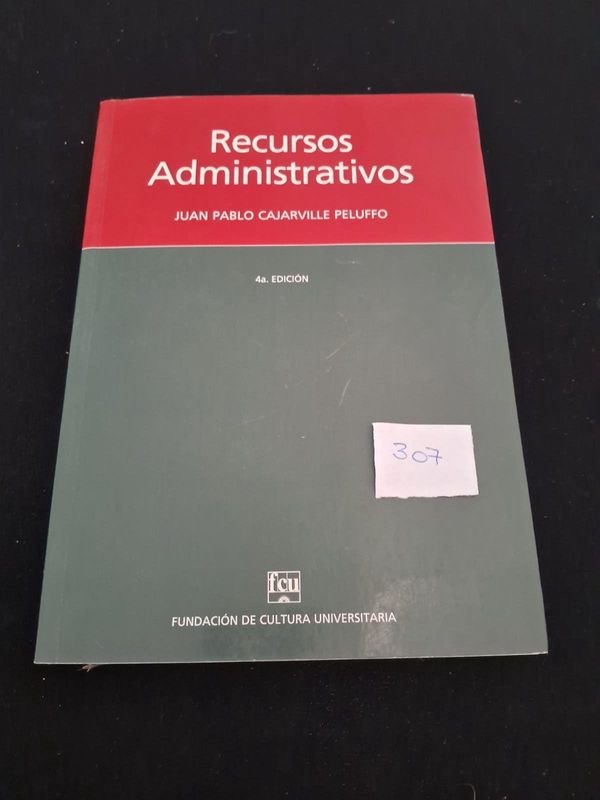 Recursos
Administrativos
JUAN PABLO CAJARVILLE PELUFFO
4a. EDICIÓN
307
fcu
FUNDACIÓN DE CULTURA UNIVERSITARIA